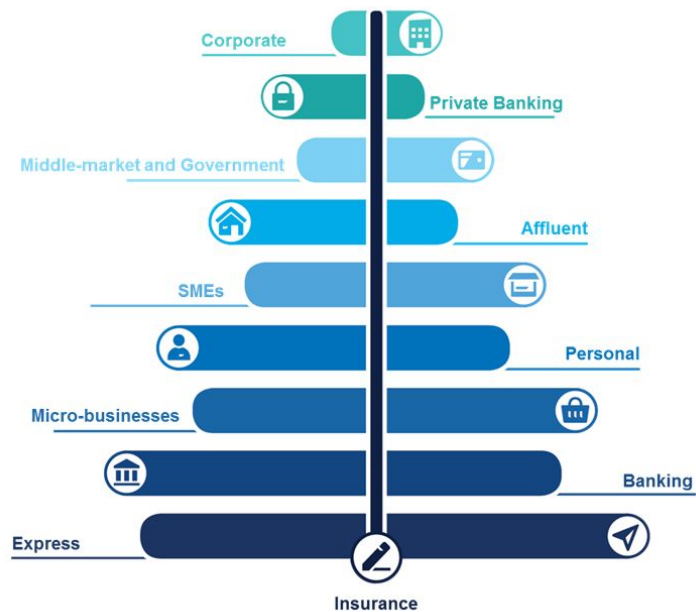 Corporate
Private Banking
Middle-market and Government
Affluent
SMEs
Personal
Micro-businesses
Banking
Express
Insurance